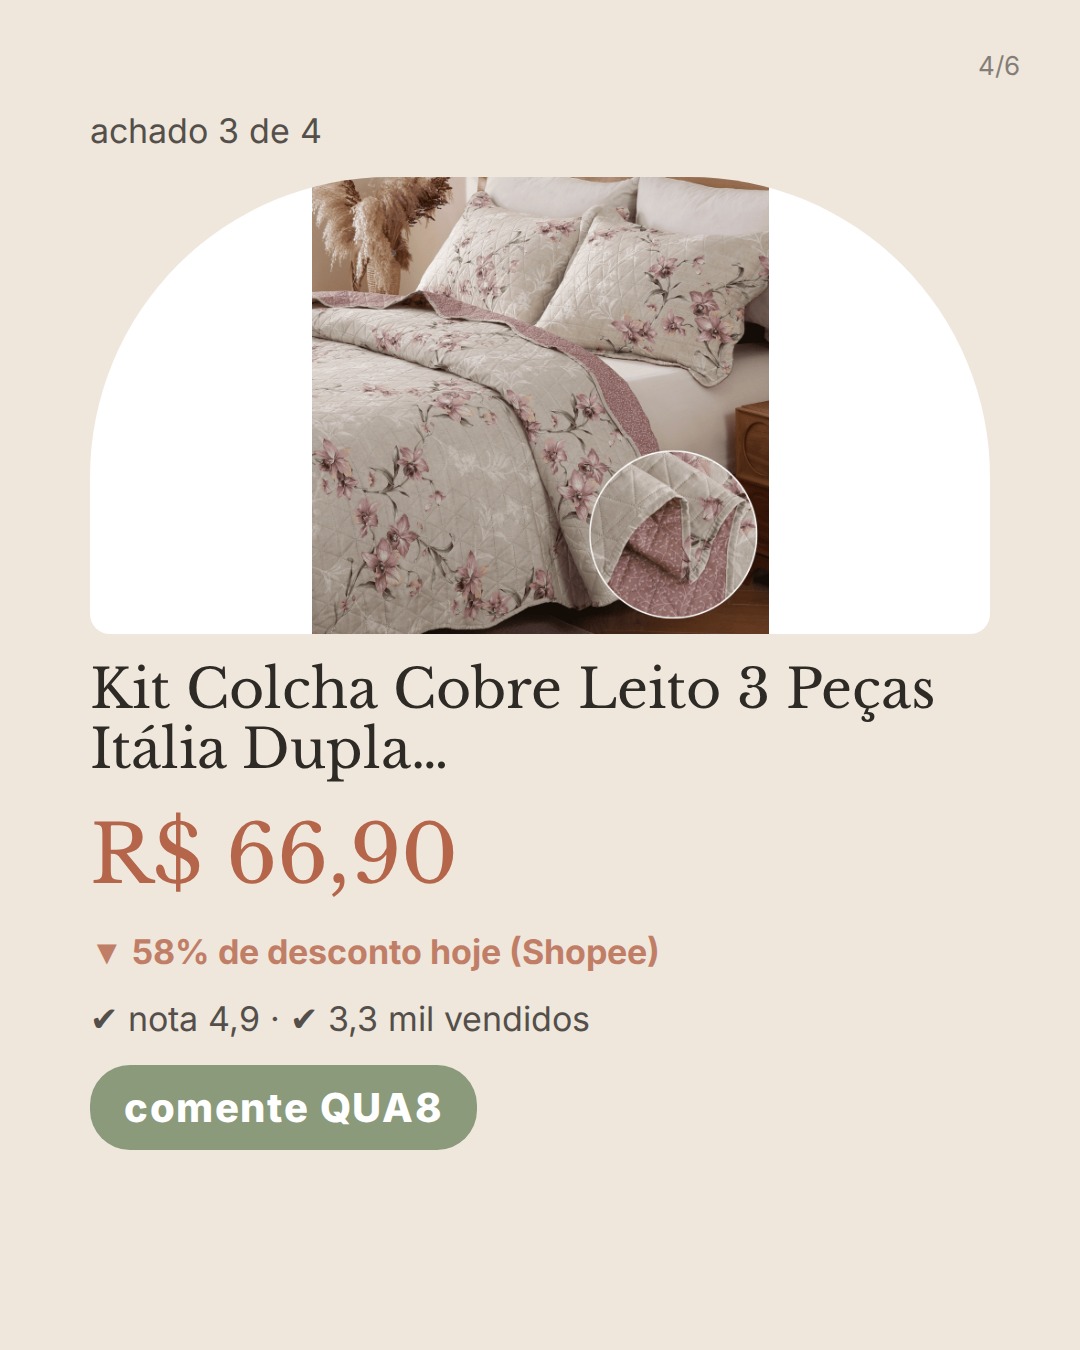 4/6
achado 3 de 4
Kit Colcha Cobre Leito 3 Peças
Itália Dupla...
R$ 66,90
▼ 58% de desconto hoje (Shopee)
✔ nota 4,9 · ✔ 3,3 mil vendidos
comente QUA8